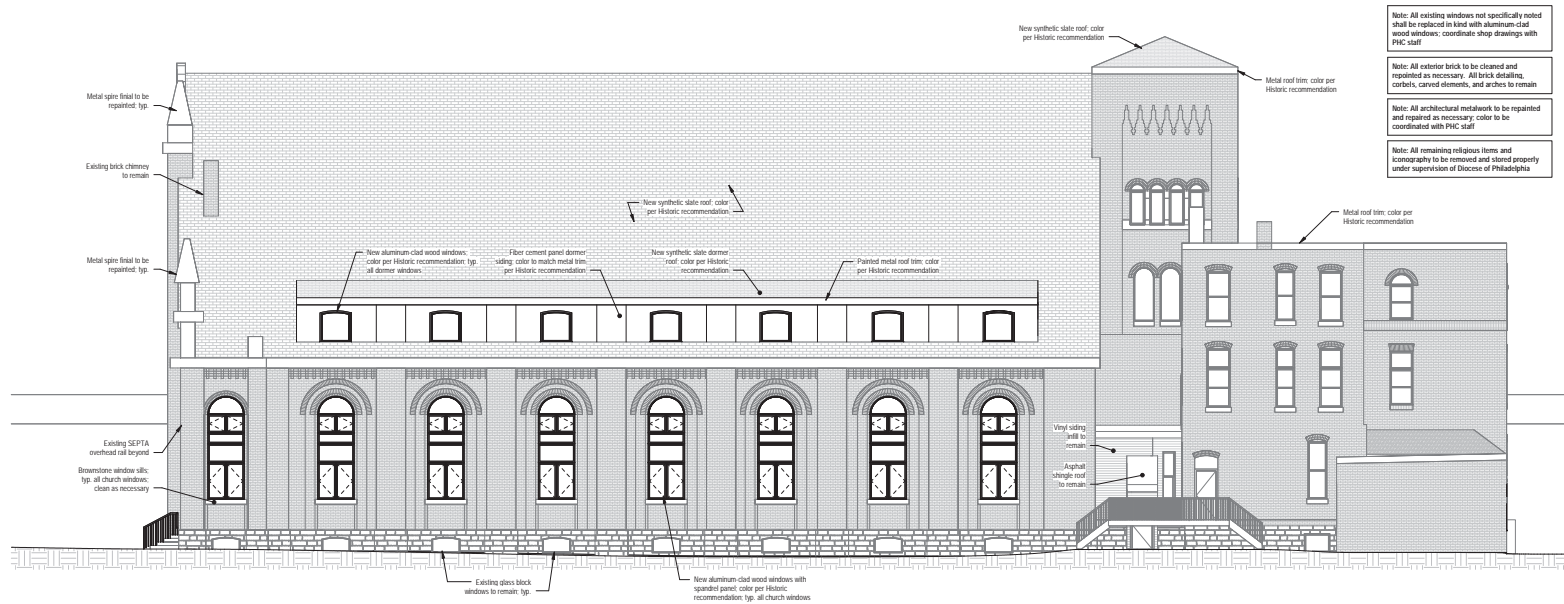 New synthetic slate roof; color
per Historic recommendation
Metal roof trim; color per
Historic recommendation
Note: All existing windows not specifically noted
shall be replaced in kind with aluminum-clad
wood windows; coordinate shop drawings with
PHC staff
Note: All exterior brick to be cleaned and
repointed as necessary. All brick detailing,
corbels, carved elements, and arches to remain
Note: All architectural metalwork to be repainted
and repaired as necessary; color to be
coordinated with PHC staff
Note: All remaining religious items and
iconography to be removed and stored properly
under supervision of Diocese of Philadelphia
Metal spire finial to be
repainted; typ.
Existing brick chimney
to remain
New synthetic slate roof; color
per Historic recommendation
Metal roof trim; color per
Historic recommendation
Metal spire finial to be
repainted; typ.
New aluminum-clad wood windows;
color per Historic recommendation; typ.
all dormer windows
Fiber cement panel dormer
siding; color to match metal trim
per Historic recommendation
New synthetic slate dormer
roof; color per Historic
recommendation
Painted metal roof trim; color
per Historic recommendation
Existing SEPTA
overhead rail beyond
Brownstone window sills;
typ. all church windows;
clean as necessary
Vinyl siding
infill to
remain
Asphalt
shingle roof
to remain
Existing glass block
windows to remain; typ.
New aluminum-clad wood windows with
spandrel panel; color per Historic
recommendation; typ. all church windows